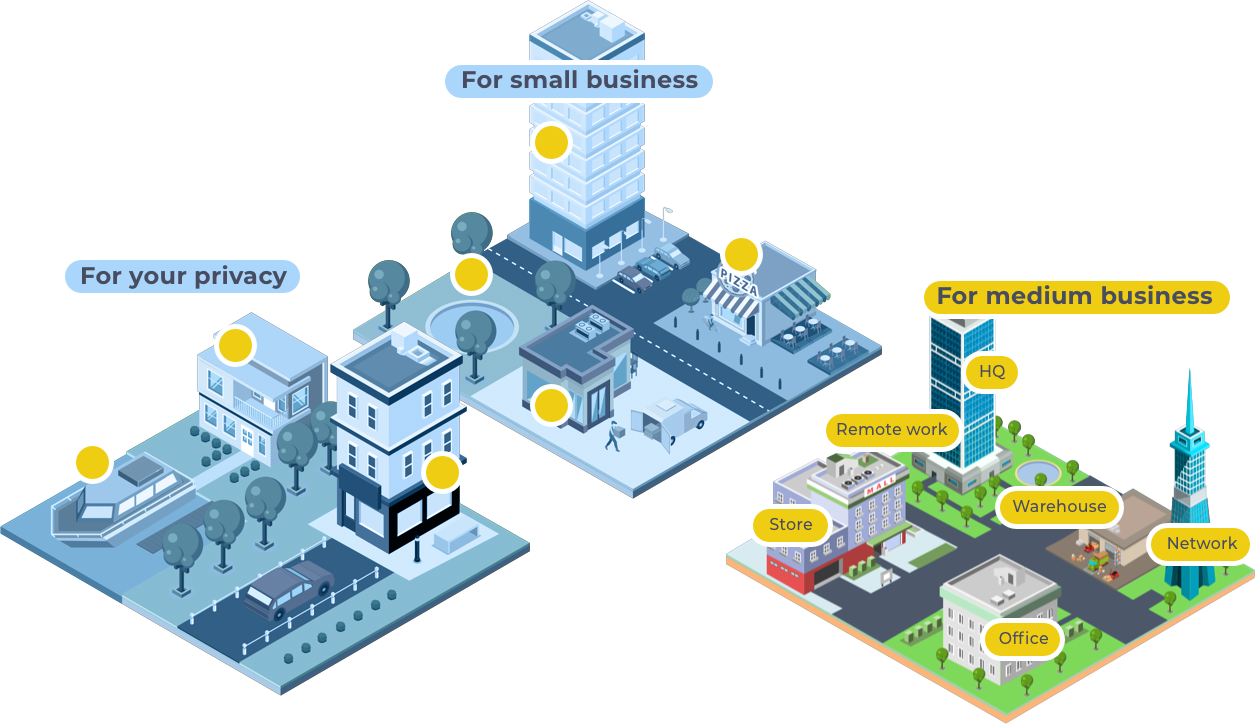 For small business
PIZZA
For your privacy
For medium business
HQ
Remote work
MALL
Warehouse
Store
Network
Office